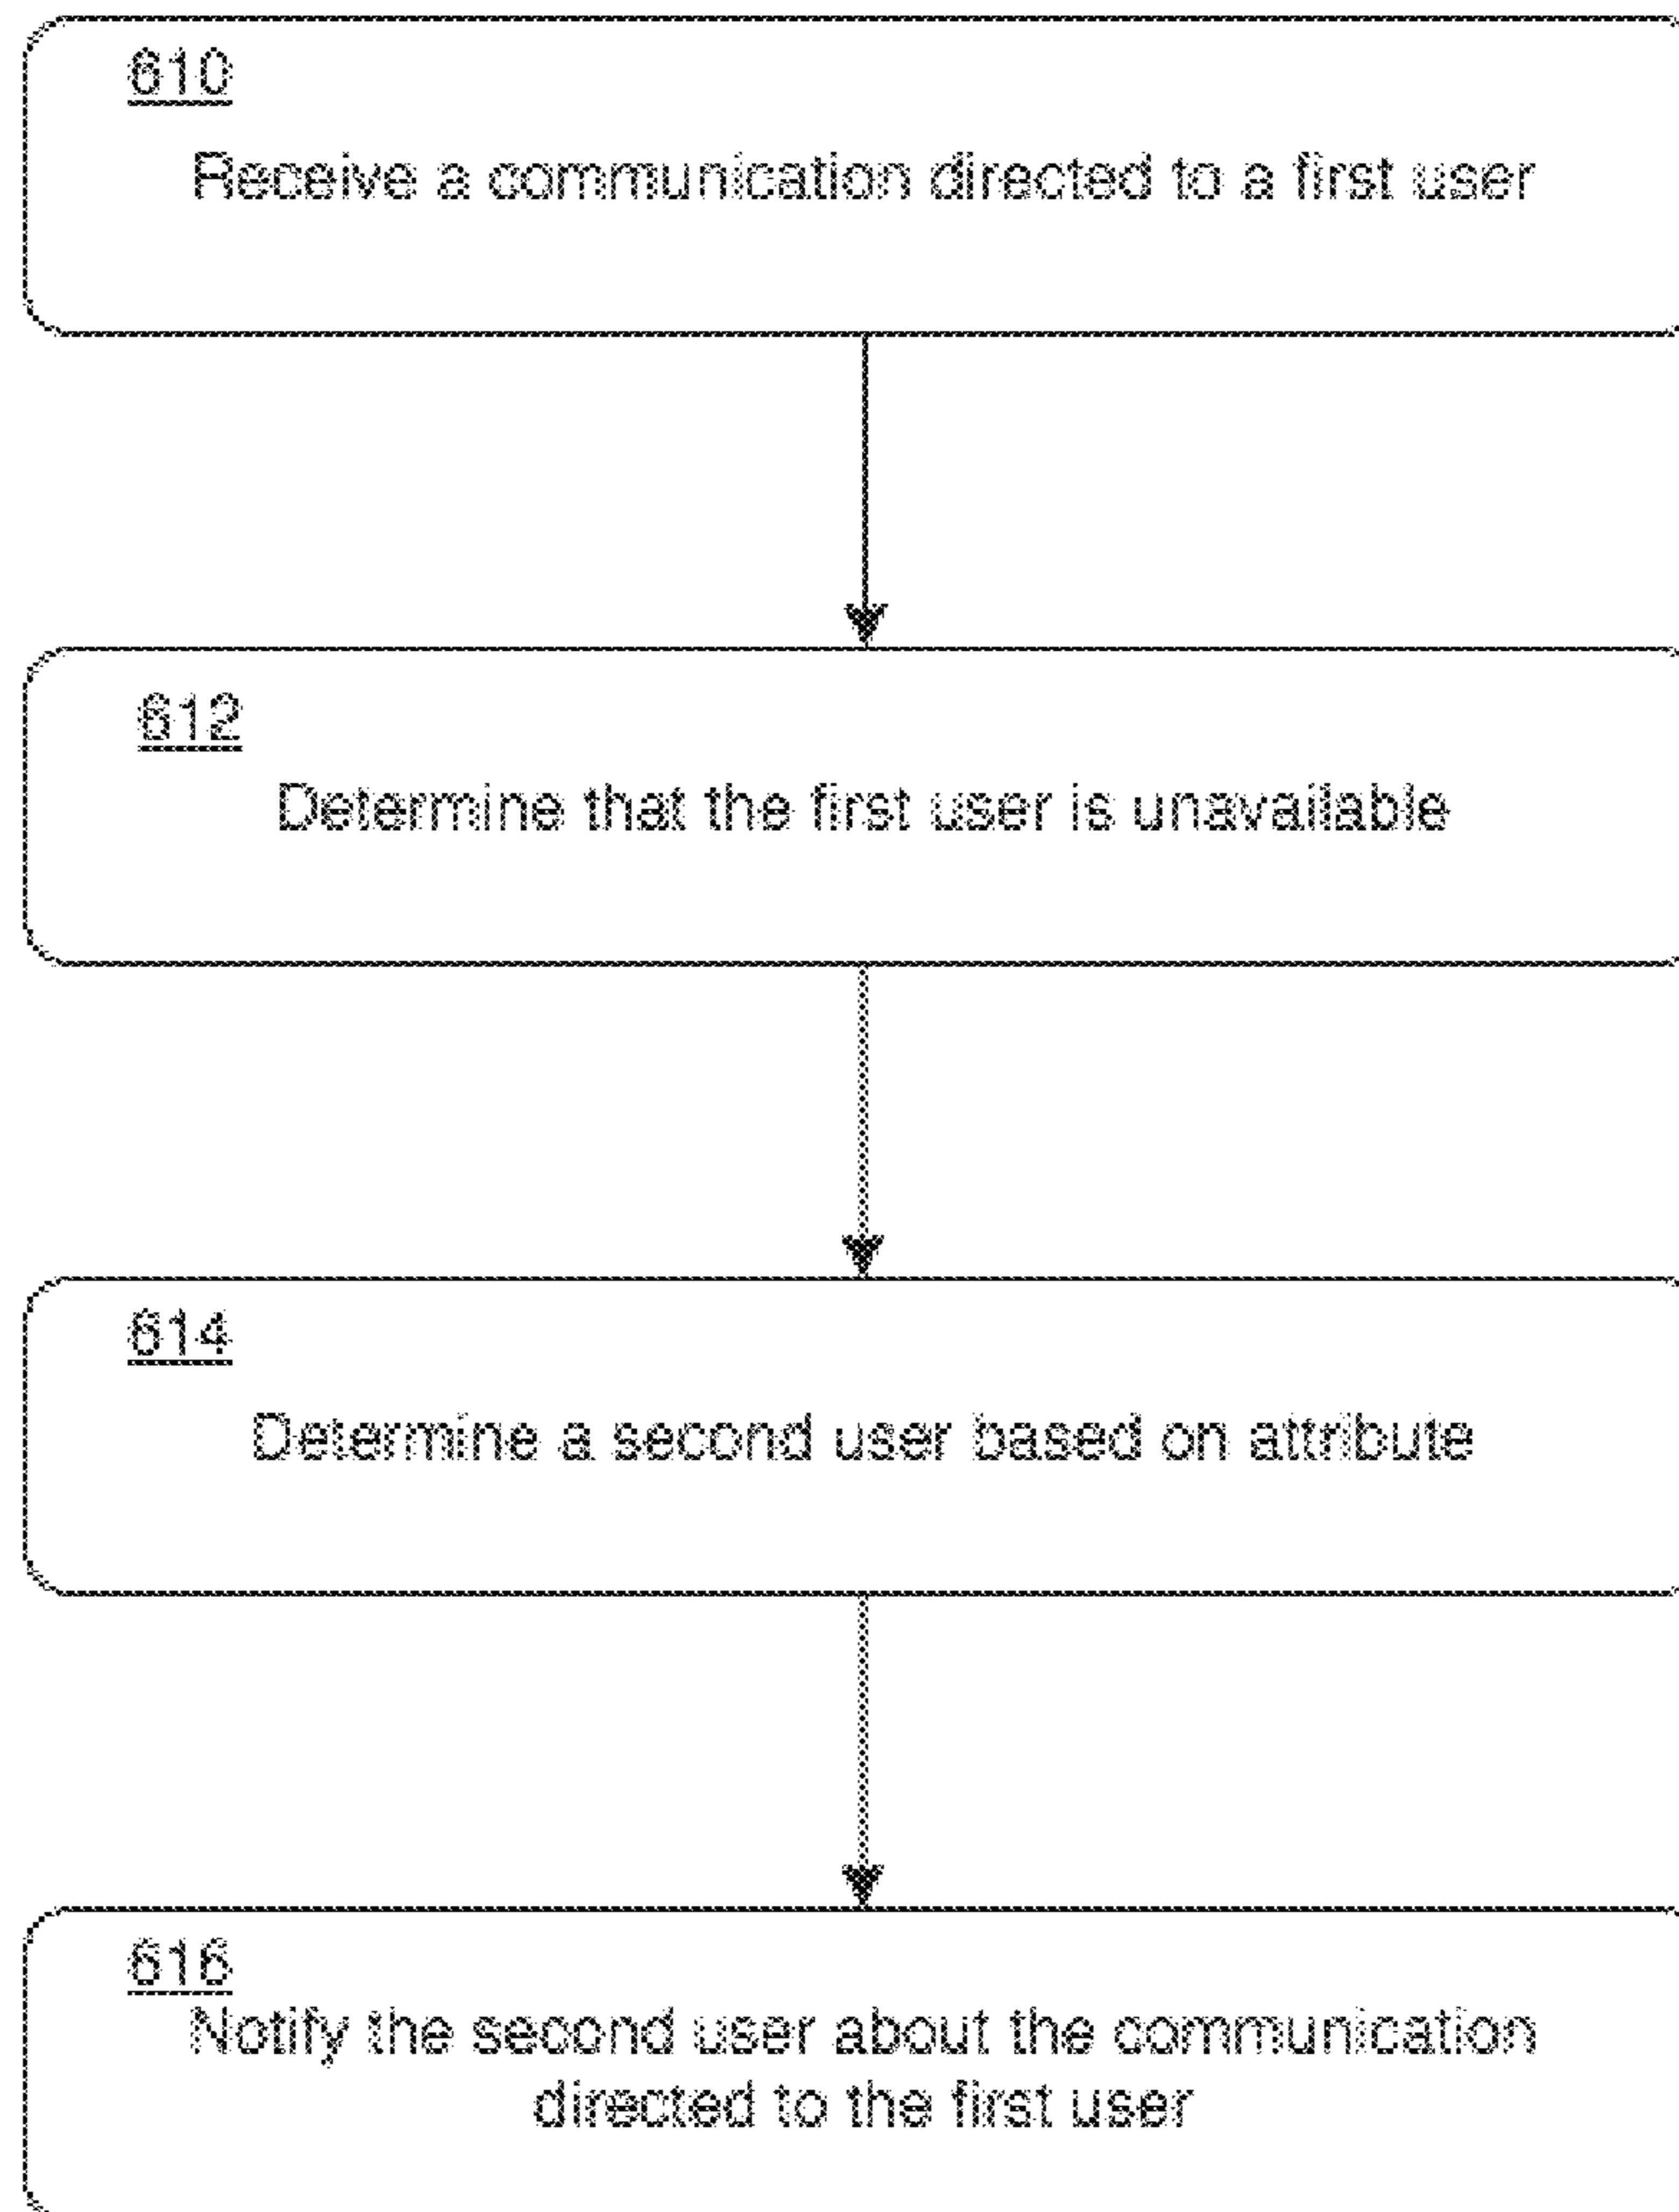 610
Receive a communication directed to a first user
612
Determine that the first user is unavailable
614
Determine a second user based on attribute
616
Notify the second user about the communication
directed to the first user